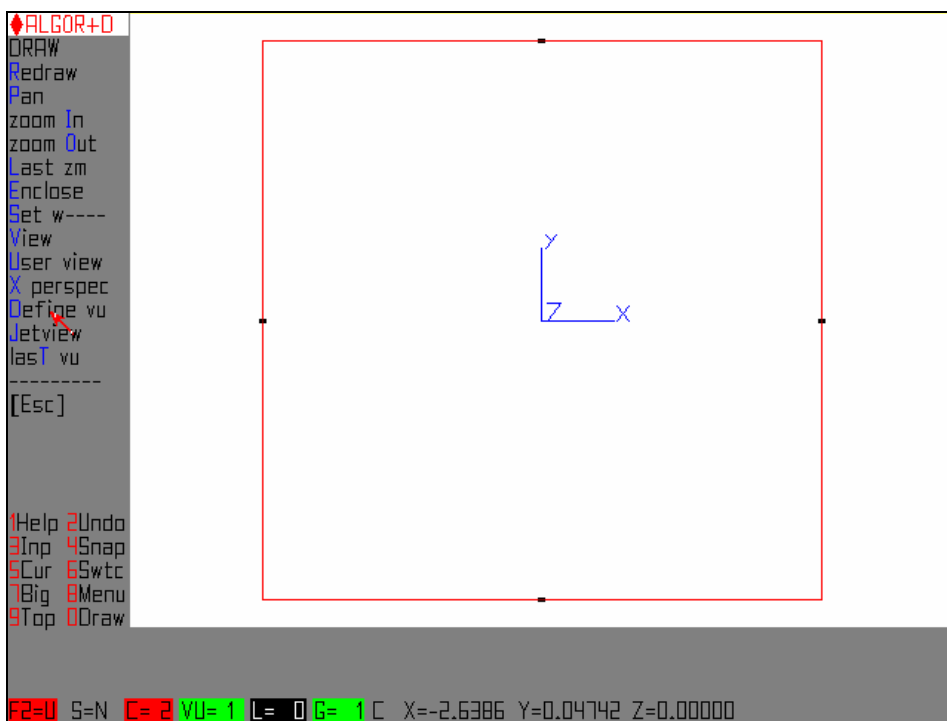 ALGOR+D
DRAW
Redraw
Pan
zoom In
zoom Out
Last zm
Enclose
Set w----
View
User view
X perspec
Define vu
Jetview
lasT vu
---------
[Esc]
Y
Z X
1Help 2Undo
3Inp 4Snap
5Cur 6Swtc
7Big 8Menu
9Top 0Draw
F2=U S=N C= 2 VU= 1 L= 0 G= 1 C X=-2.6386 Y=0.04742 Z=0.00000